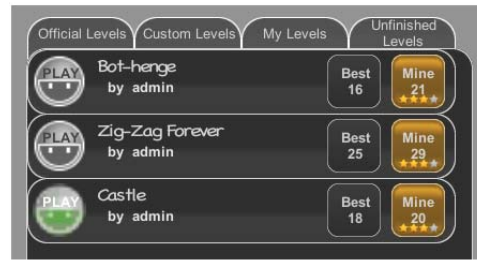 Official Levels Custom Levels My Levels Unfinished Levels
PLAY Bot-henge Best Mine
by admin 16 21
PLAY Zig-Zag Forever Best Mine
by admin 25 29
PLAY Castle Best Mine
by admin 18 20